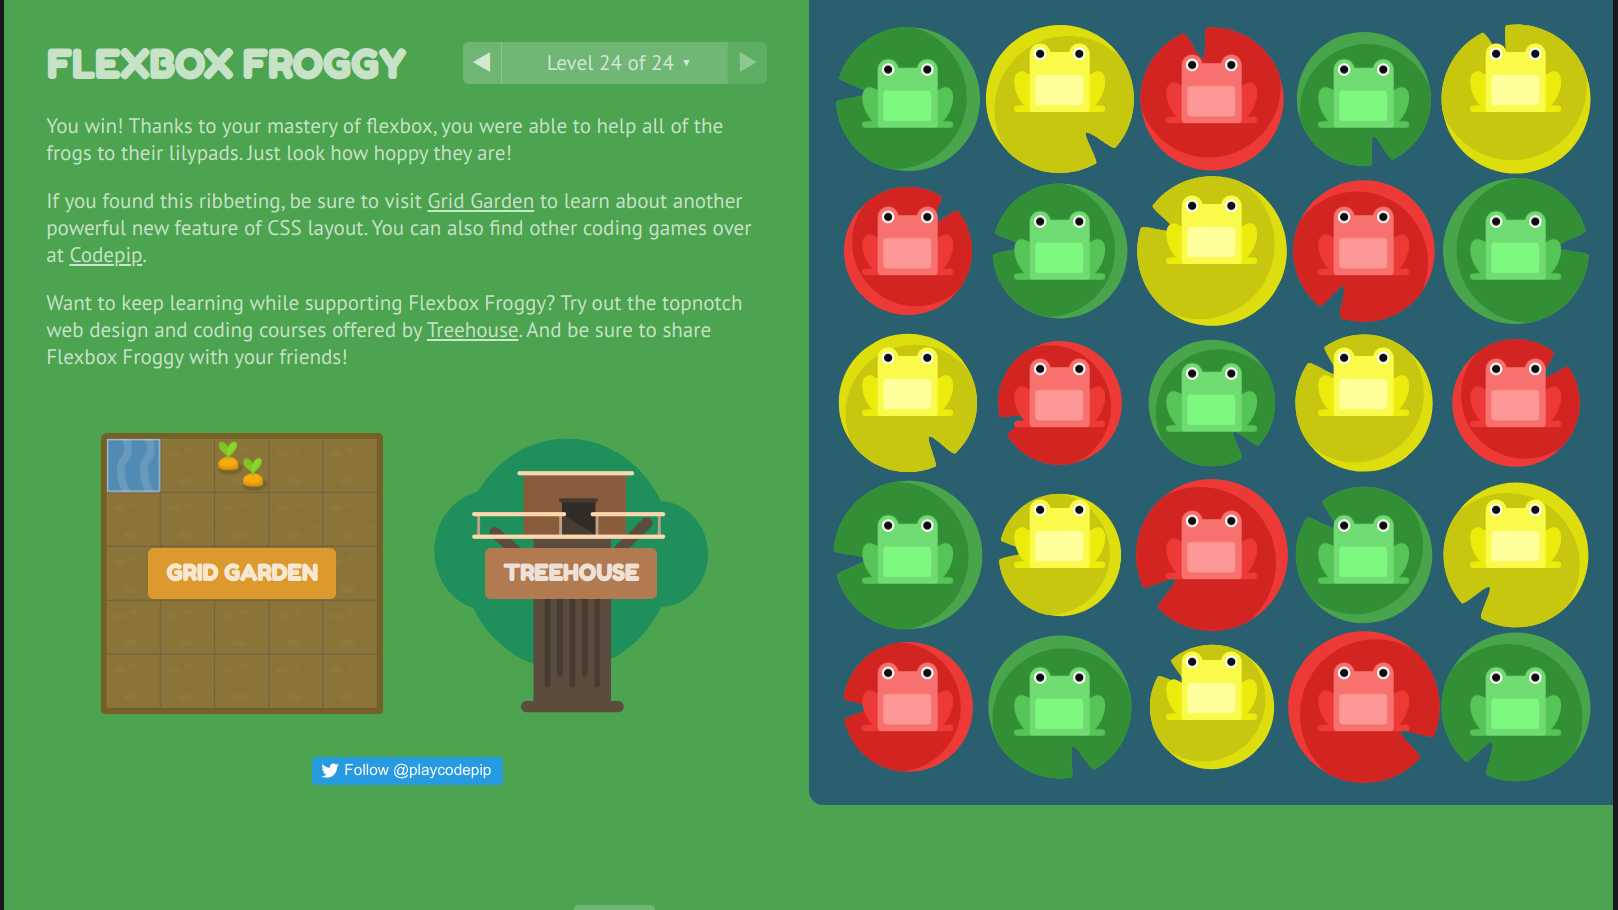 FLEXBOX FROGGY
Level 24 of 24
You win! Thanks to your mastery of flexbox, you were able to help all of the
frogs to their lilypads. Just look how hoppy they are!
If you found this ribbeting, be sure to visit Grid Garden to learn about another
powerful new feature of CSS layout. You can also find other coding games over
at Codepip.
Want to keep learning while supporting Flexbox Froggy? Try out the topnotch
web design and coding courses offered by Treehouse. And be sure to share
Flexbox Froggy with your friends!
GRID GARDEN
TREEHOUSE
Follow @playcodepip